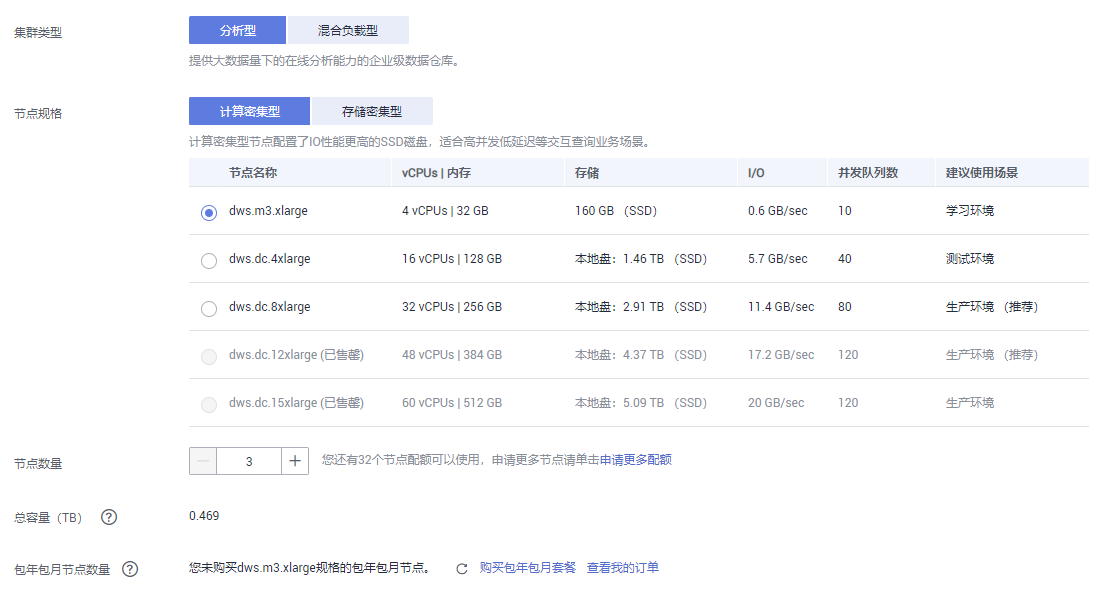 集群类型
分析型 混合负载型
提供大数据量下的在线分析能力的企业级数据仓库。
节点规格
计算密集型 存储密集型
计算密集型节点配置了IO性能更高的SSD磁盘，适合高并发低延迟等交互查询业务场景。
节点名称 vCPUs | 内存 存储 I/O 并发队列数 建议使用场景
dws.m3.xlarge 4 vCPUs | 32 GB 160 GB （SSD） 0.6 GB/sec 10 学习环境
dws.dc.4xlarge 16 vCPUs | 128 GB 本地盘：1.46 TB （SSD） 5.7 GB/sec 40 测试环境
dws.dc.8xlarge 32 vCPUs | 256 GB 本地盘：2.91 TB （SSD） 11.4 GB/sec 80 生产环境 （推荐）
dws.dc.12xlarge (已售罄) 48 vCPUs | 384 GB 本地盘：4.37 TB （SSD） 17.2 GB/sec 120 生产环境 （推荐）
dws.dc.15xlarge (已售罄) 60 vCPUs | 512 GB 本地盘：5.09 TB （SSD） 20 GB/sec 120 生产环境
节点数量 — 3 + 您还有32个节点配额可以使用，申请更多节点请单击申请更多配额
总容量（TB） ? 0.469
包年包月节点数量 ? 您未购买dws.m3.xlarge规格的包年包月节点。 购买包年包月套餐 查看我的订单